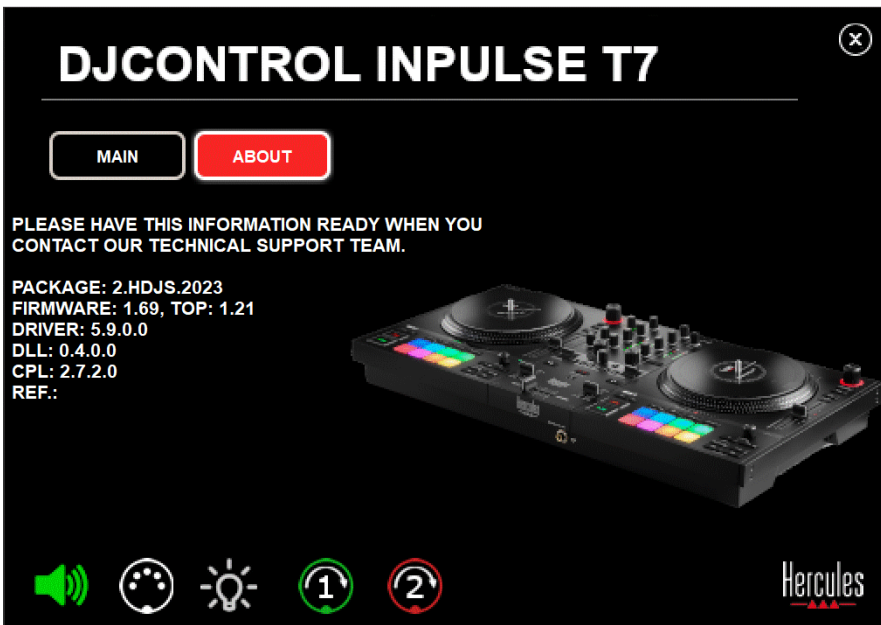 DJCONTROL INPULSE T7
MAIN
ABOUT
PLEASE HAVE THIS INFORMATION READY WHEN YOU
CONTACT OUR TECHNICAL SUPPORT TEAM.
PACKAGE: 2.HDJS.2023
FIRMWARE: 1.69, TOP: 1.21
DRIVER: 5.9.0.0
DLL: 0.4.0.0
CPL: 2.7.2.0
REF.:
1
2
Hercules